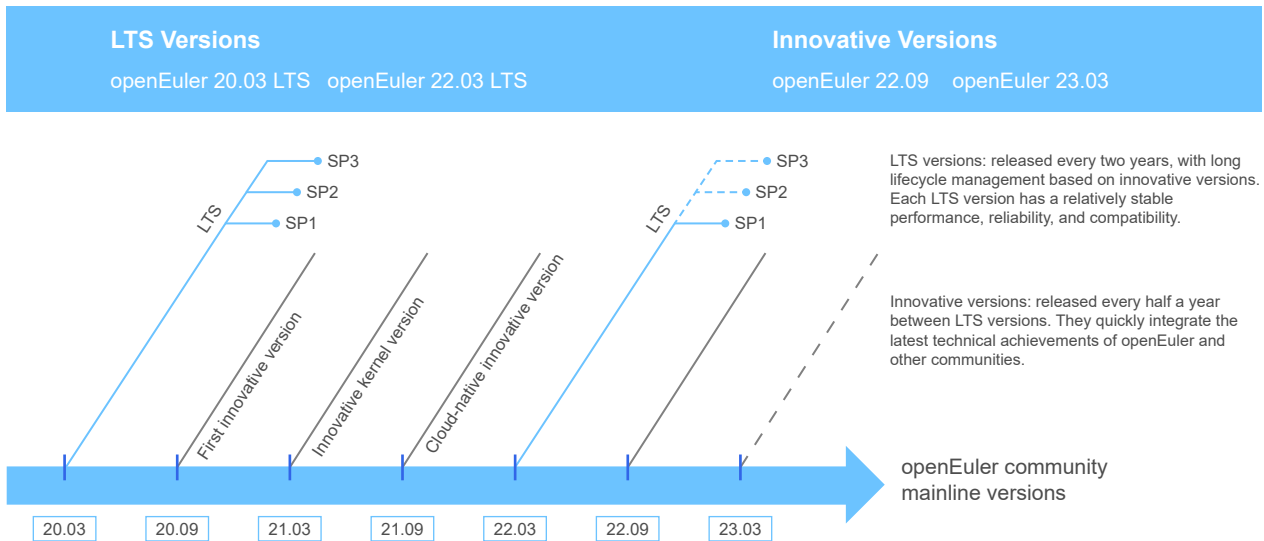 LTS Versions
openEuler 20.03 LTS openEuler 22.03 LTS
Innovative Versions
openEuler 22.09 openEuler 23.03
SP3
SP2
SP1
LTS
SP3
SP2
SP1
LTS
LTS versions: released every two years, with long
lifecycle management based on innovative versions.
Each LTS version has a relatively stable
performance, reliability, and compatibility.
First innovative version
Innovative kernel version
Cloud-native innovative version
Innovative versions: released every half a year
between LTS versions. They quickly integrate the
latest technical achievements of openEuler and
other communities.
openEuler community
mainline versions
20.03
20.09
21.03
21.09
22.03
22.09
23.03